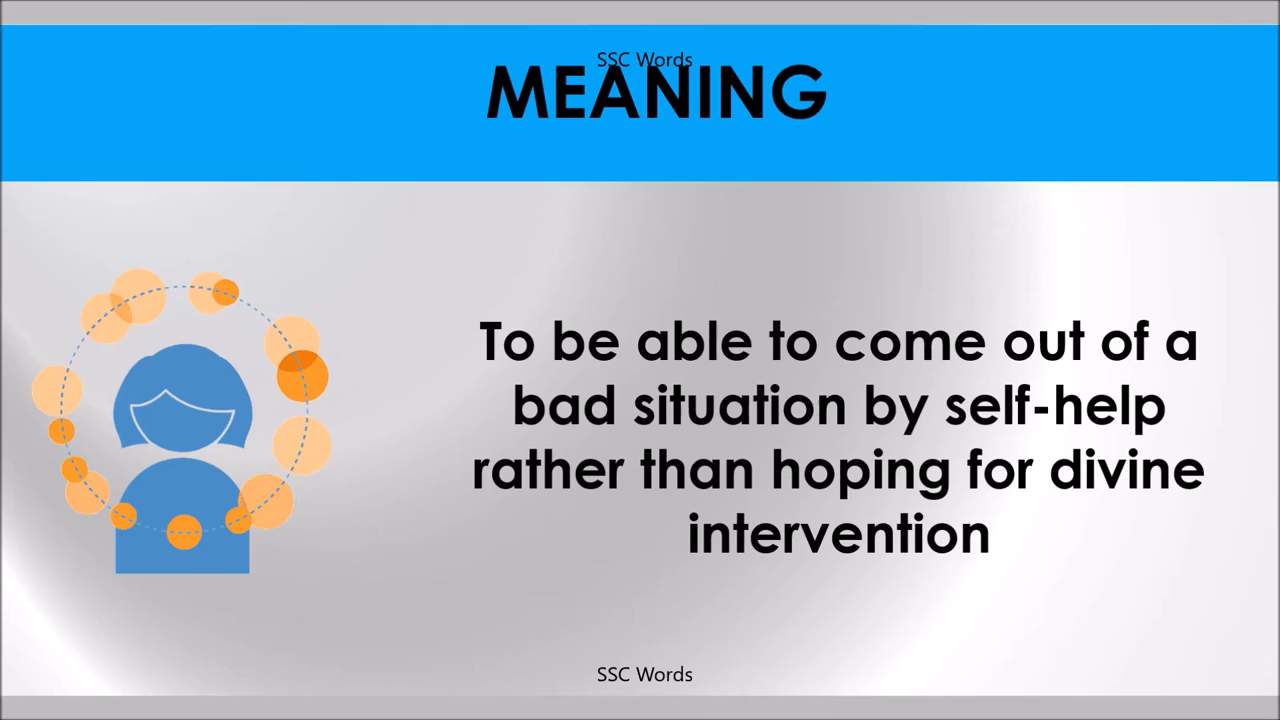 SSC Words
MEANING
To be able to come out of a
bad situation by self-help
rather than hoping for divine
intervention
SSC Words